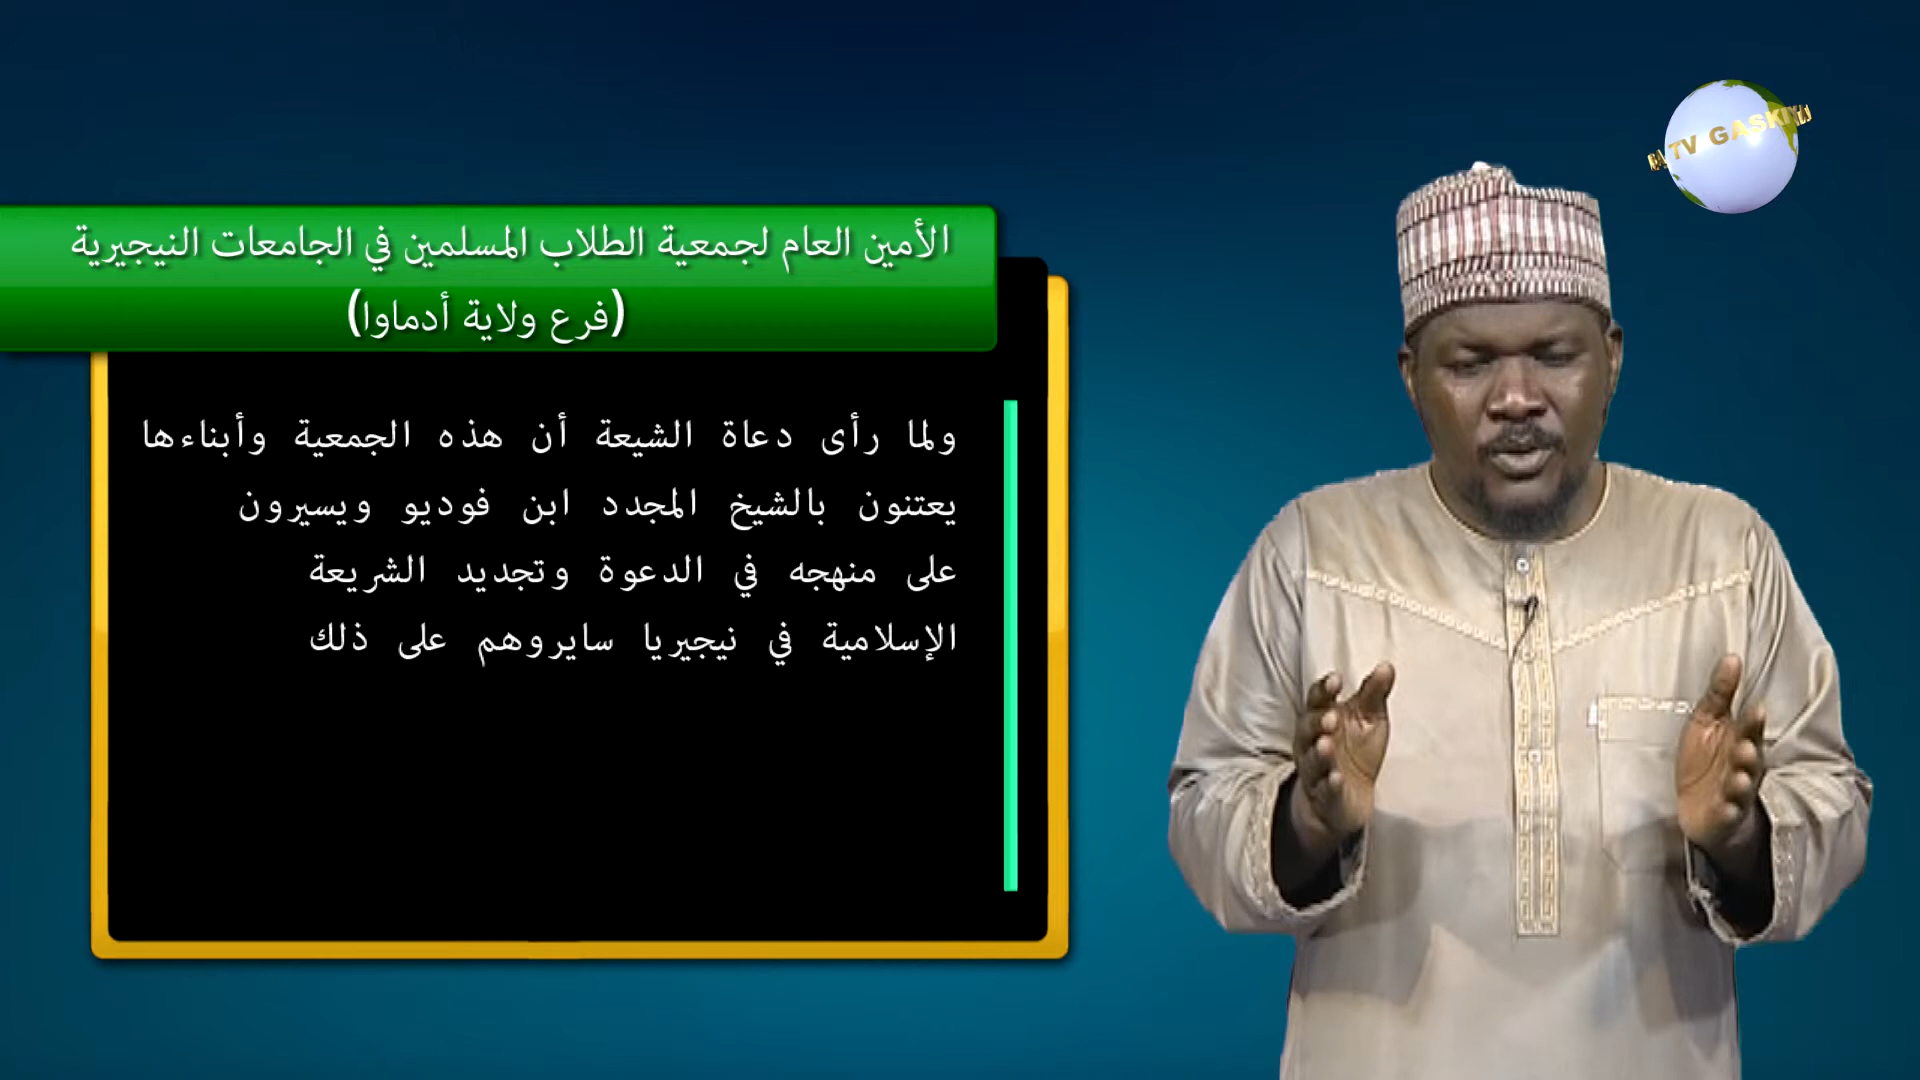 الأمين العام لجمعية الطلاب المسلمين في الجامعات النيجيرية
(فرع ولاية أدماوا)
ولما رأى دعاة الشيعة أن هذه الجمعية وأبناءها
يعتنون بالشيخ المجدد ابن فوديو ويسيرون
على منهجه في الدعوة وتجديد الشريعة
الإسلامية في نيجيريا سايروهم على ذلك
TV GASKIYA